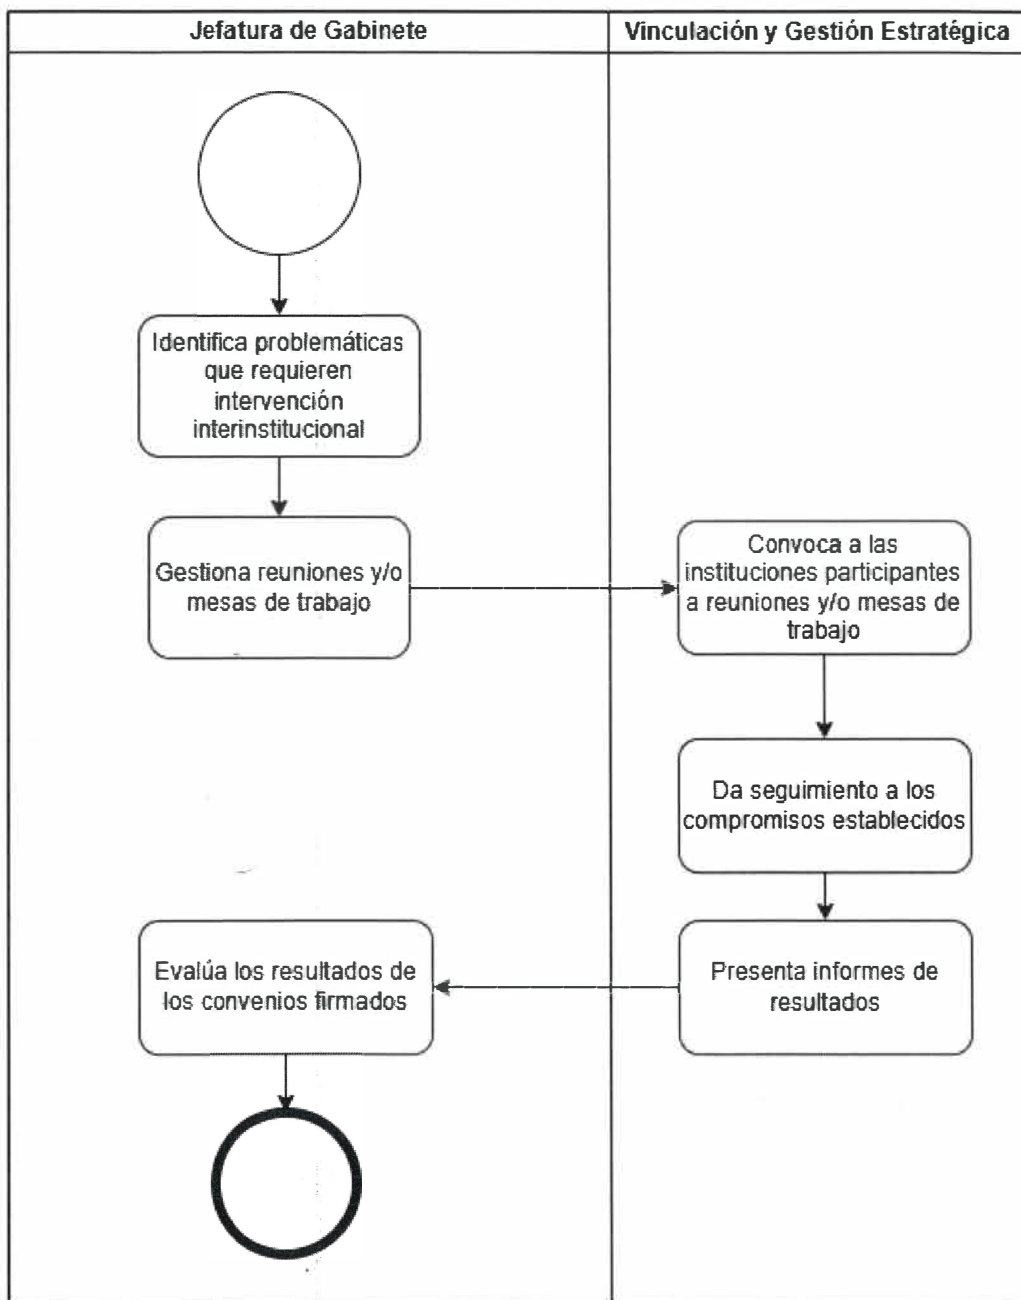 Jefatura de Gabinete
Vinculación y Gestión Estratégica
Identifica problemáticas
que requieren
intervención
interinstitucional
Gestiona reuniones y/o
mesas de trabajo
Convoca a las
instituciones participantes
a reuniones y/o mesas de
trabajo
Da seguimiento a los
compromisos establecidos
Presenta informes de
resultados
Evalúa los resultados de
los convenios firmados